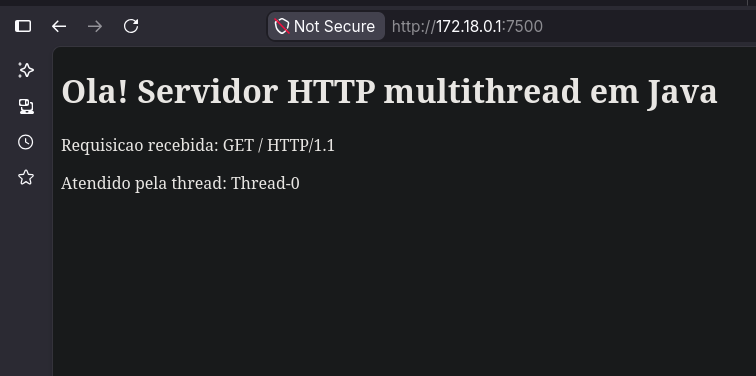 Not Secure http://172.18.0.1:7500
Ola! Servidor HTTP multithread em Java
Requisicao recebida: GET / HTTP/1.1
Atendido pela thread: Thread-0